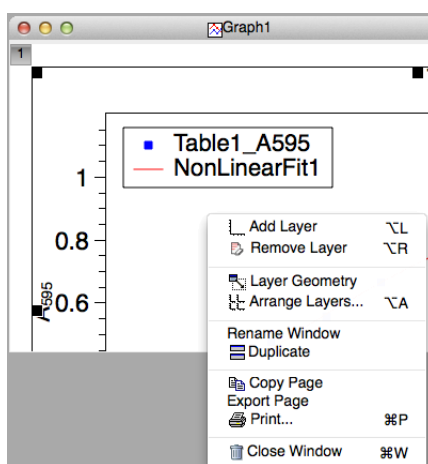 Graph1
1
Table1_A595
NonLinearFit1
1
0.8
A595
0.6
Add Layer ⌥L
Remove Layer ⌥R
Layer Geometry
Arrange Layers... ⌥A
Rename Window
Duplicate
Copy Page
Export Page
Print... ⌘P
Close Window ⌘W